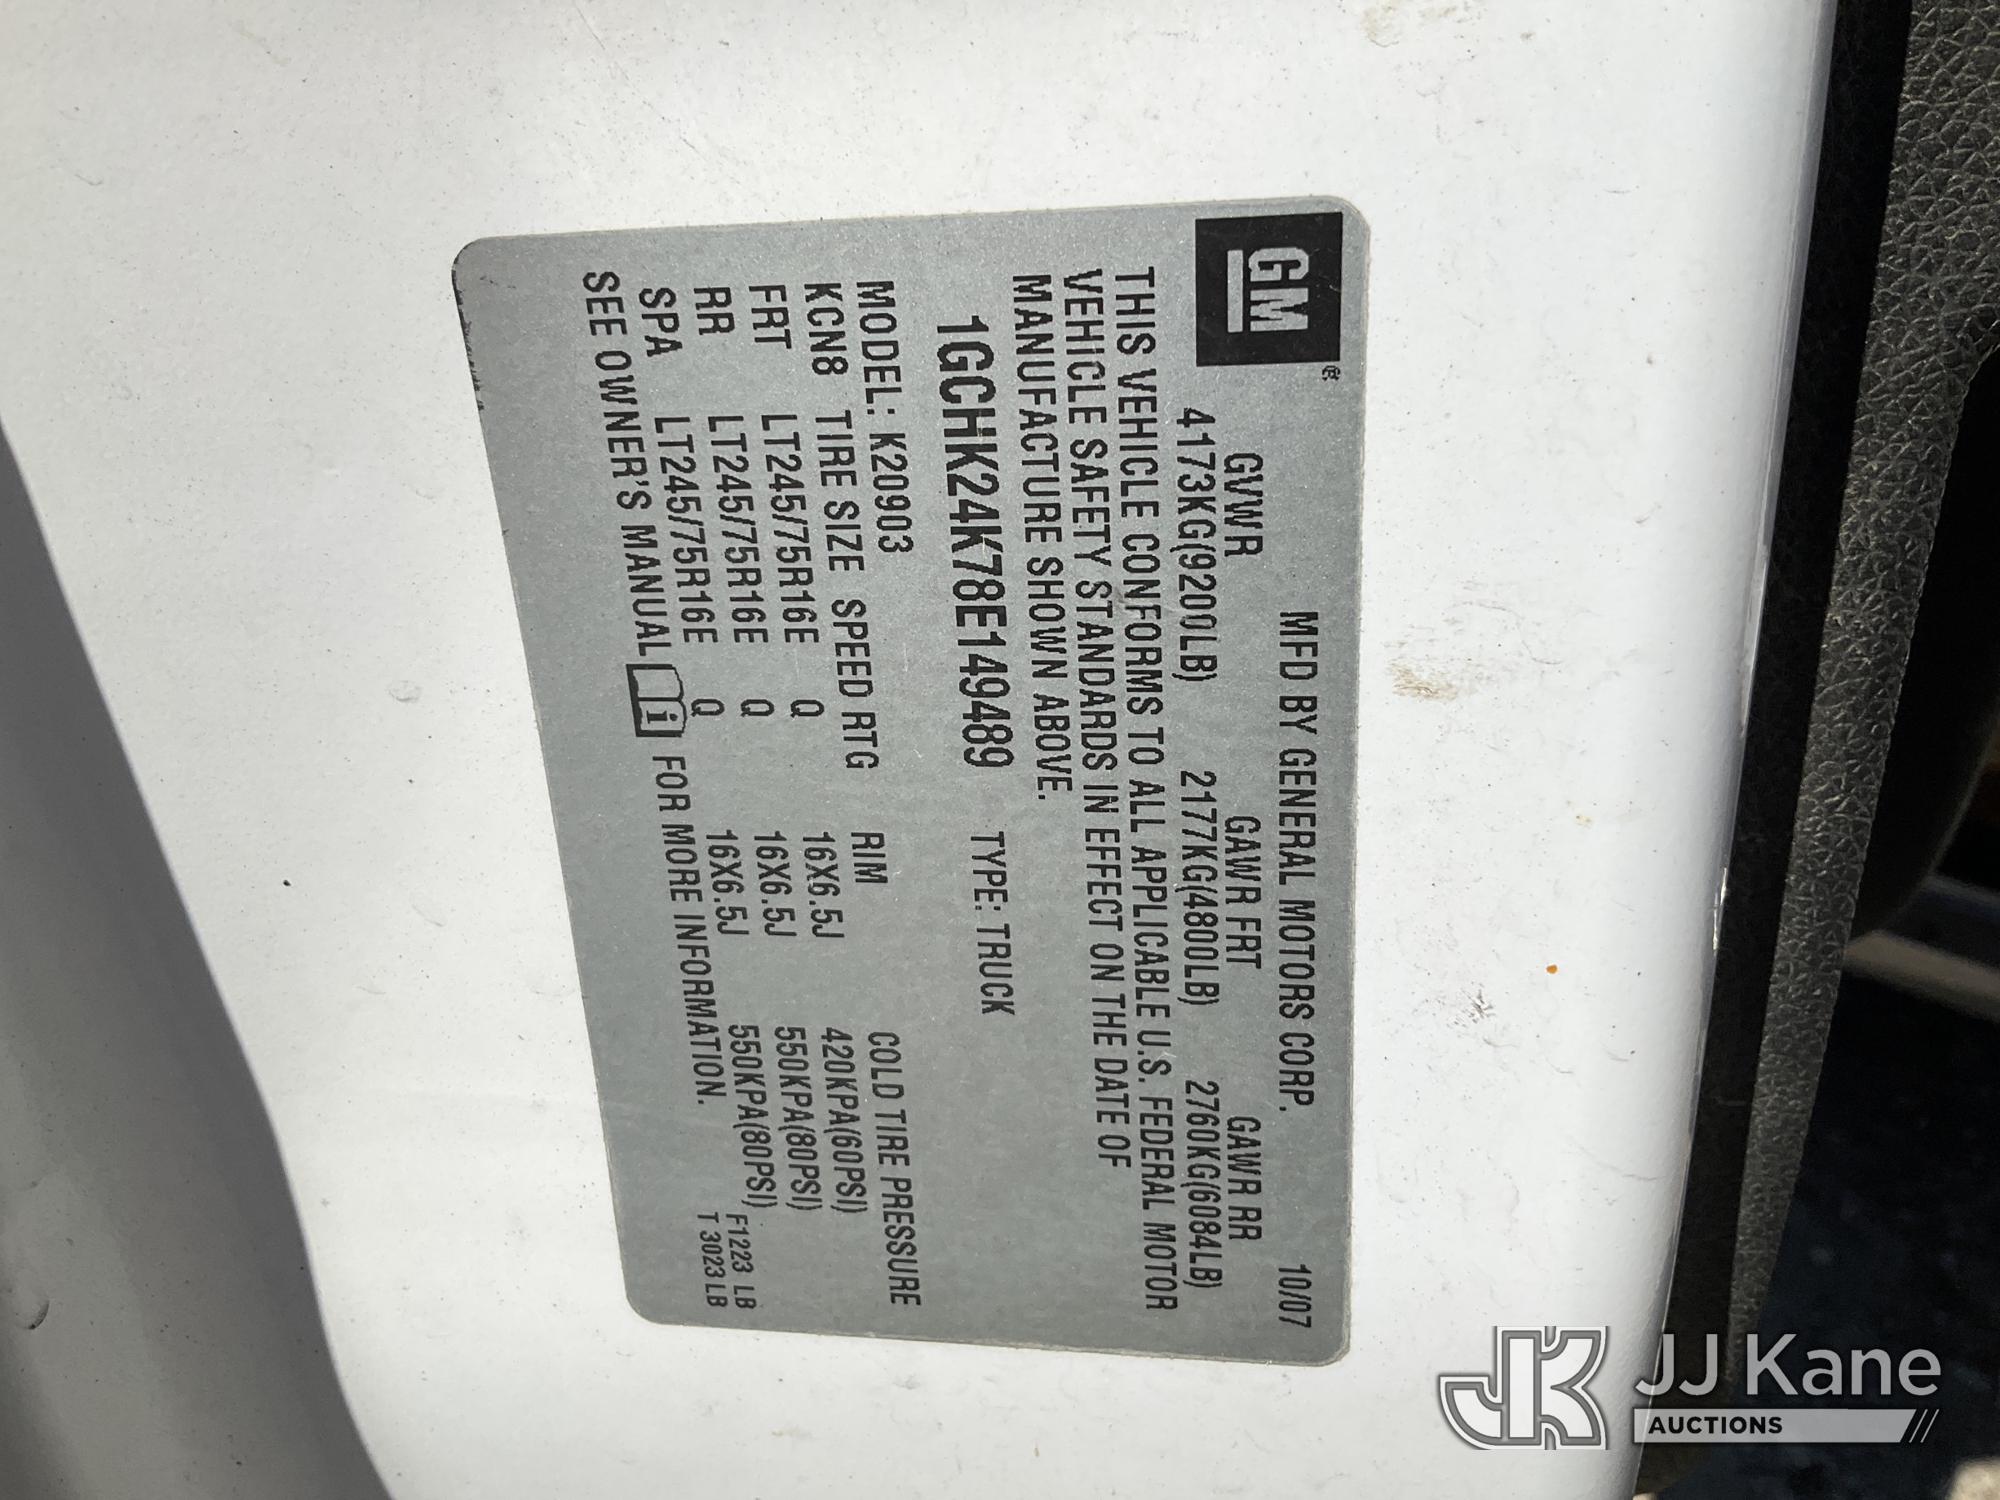 GM®
MFD BY GENERAL MOTORS CORP. 10/07
GVWR GAWR FRT GAWR RR
4173KG(9200LB) 2177KG(4800LB) 2760KG(6084LB)
THIS VEHICLE CONFORMS TO ALL APPLICABLE U.S. FEDERAL MOTOR
VEHICLE SAFETY STANDARDS IN EFFECT ON THE DATE OF
MANUFACTURE SHOWN ABOVE.
1GCHK24K78E149489 TYPE: TRUCK
MODEL: K20903
KCN8 TIRE SIZE SPEED RTG RIM COLD TIRE PRESSURE
FRT LT245/75R16E Q 16X6.5J 420KPA(60PSI)
RR LT245/75R16E Q 16X6.5J 550KPA(80PSI)
SPA LT245/75R16E Q 16X6.5J 550KPA(80PSI)
SEE OWNER'S MANUAL i FOR MORE INFORMATION.
F1223 LB
T 3023 LB
JK JJ Kane
AUCTIONS